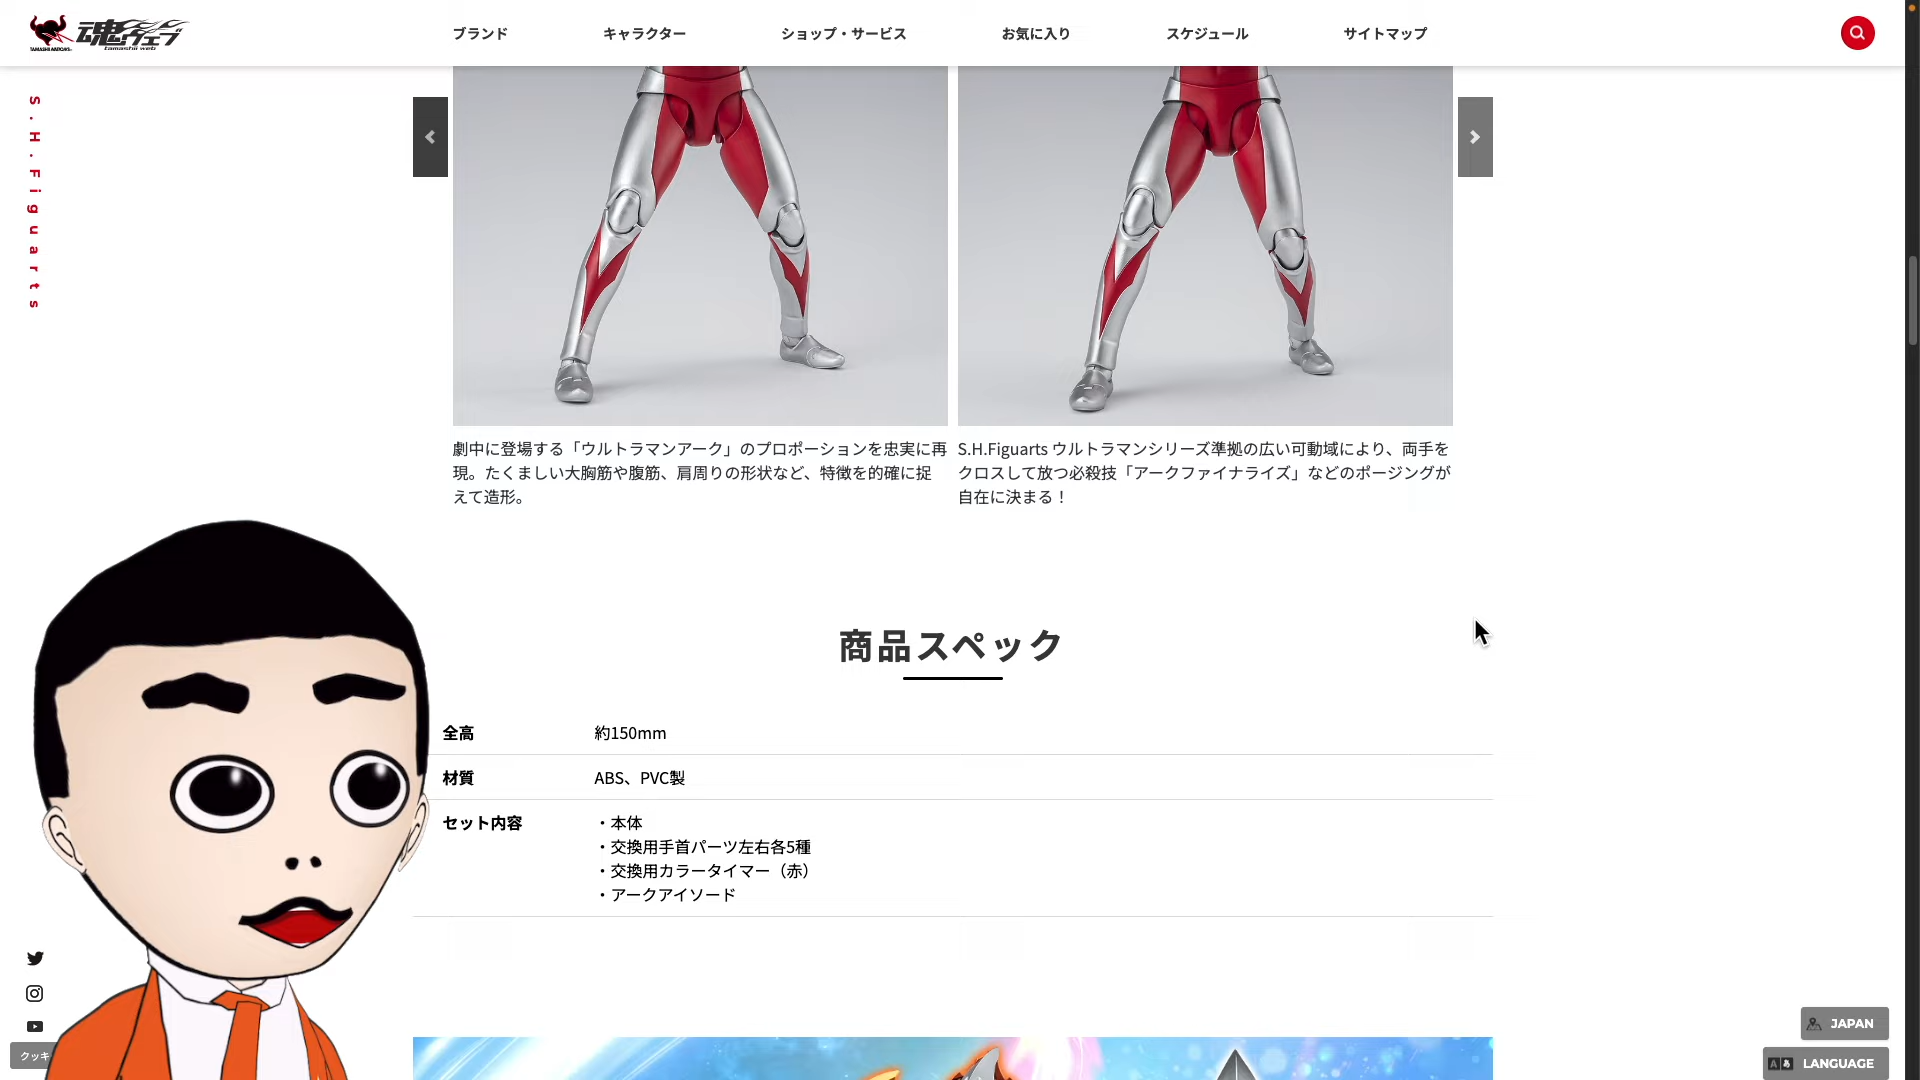 TAMASHII NATIONS
魂ウェブ
tamashii web
ブランド
キャラクター
ショップ・サービス
お気に入り
スケジュール
サイトマップ
S.H.Figuarts
劇中に登場する「ウルトラマンアーク」のプロポーションを忠実に再
現。たくましい大胸筋や腹筋、肩周りの形状など、特徴を的確に捉
えて造形。
S.H.Figuarts ウルトラマンシリーズ準拠の広い可動域により、両手を
クロスして放つ必殺技「アークファイナライズ」などのポージングが
自在に決まる！
商品スペック
全高
約150mm
材質
ABS、PVC製
セット内容
・本体
・交換用手首パーツ左右各5種
・交換用カラータイマー（赤）
・アークアイソード
クッキ
JAPAN
Aあ LANGUAGE